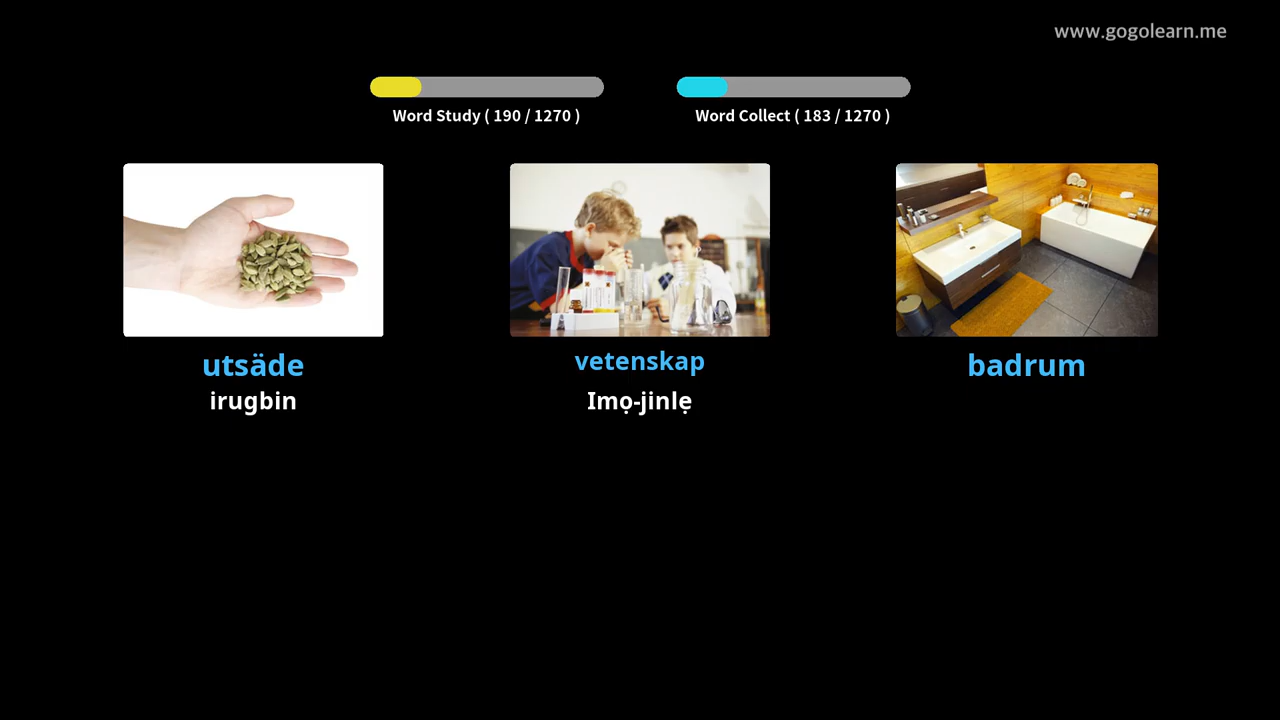 www.gogolearn.me
Word Study ( 190 / 1270 )
Word Collect ( 183 / 1270 )
utsäde
irugbin
vetenskap
Imọ-jinlẹ
badrum